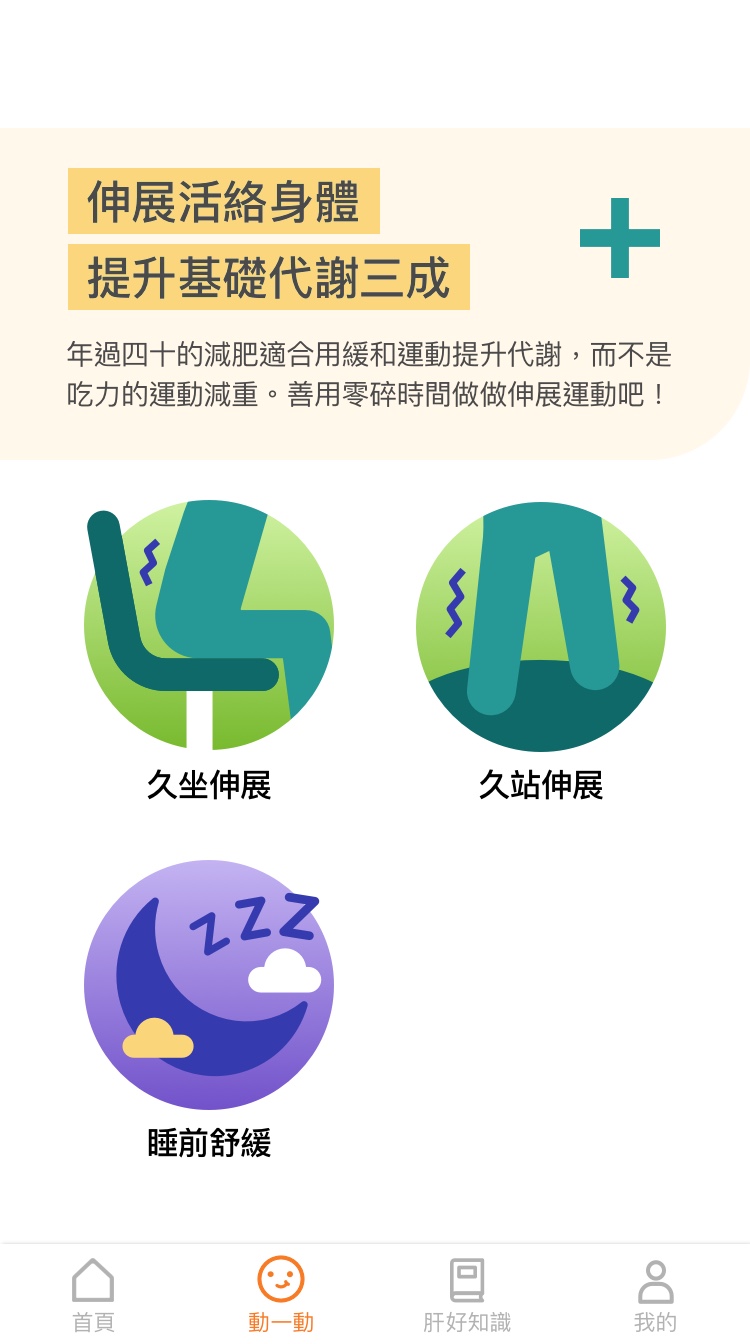 伸展活絡身體
提升基礎代謝三成
年過四十的減肥適合用緩和運動提升代謝，而不是
吃力的運動減重。善用零碎時間做做伸展運動吧！
久坐伸展
久站伸展
zzz
睡前舒緩
首頁
動一動
肝好知識
我的